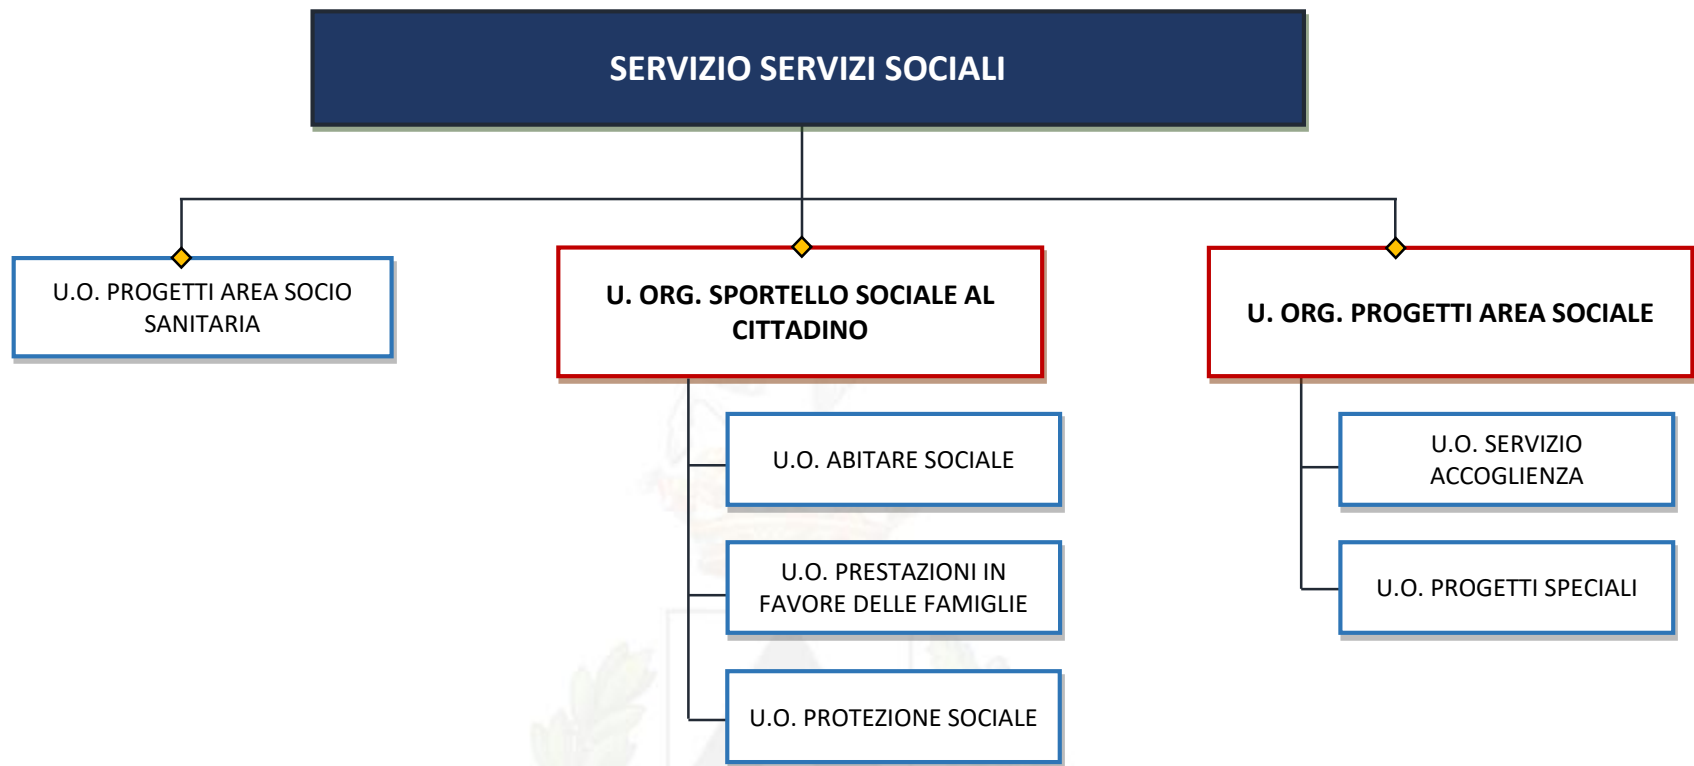 SERVIZIO SERVIZI SOCIALI
U.O. PROGETTI AREA SOCIO
SANITARIA
U. ORG. SPORTELLO SOCIALE AL
CITTADINO
U.O. ABITARE SOCIALE
U.O. PRESTAZIONI IN
FAVORE DELLE FAMIGLIE
U.O. PROTEZIONE SOCIALE
U. ORG. PROGETTI AREA SOCIALE
U.O. SERVIZIO
ACCOGLIENZA
U.O. PROGETTI SPECIALI